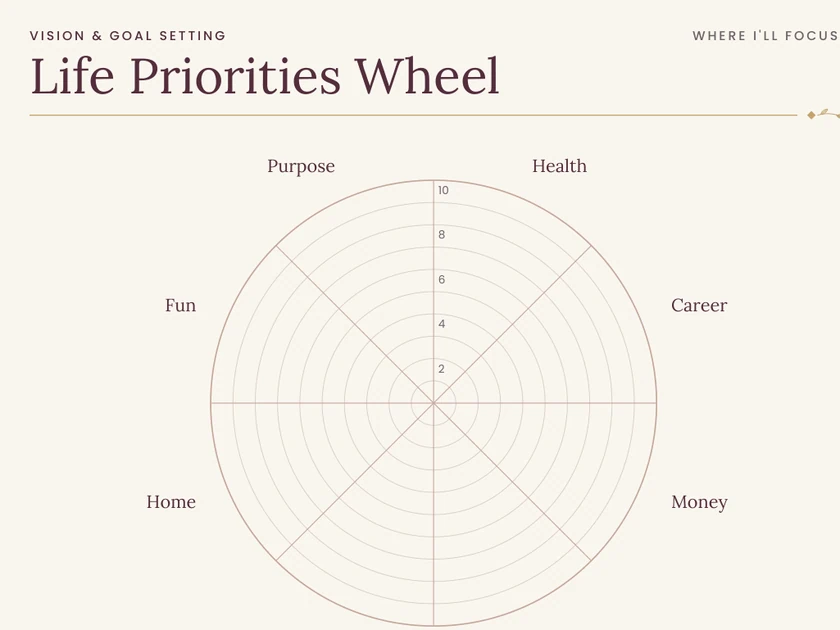 VISION & GOAL SETTING
WHERE I'LL FOCUS
Life Priorities Wheel
Purpose
Health
10
8
Fun
6
Career
4
2
Home
Money